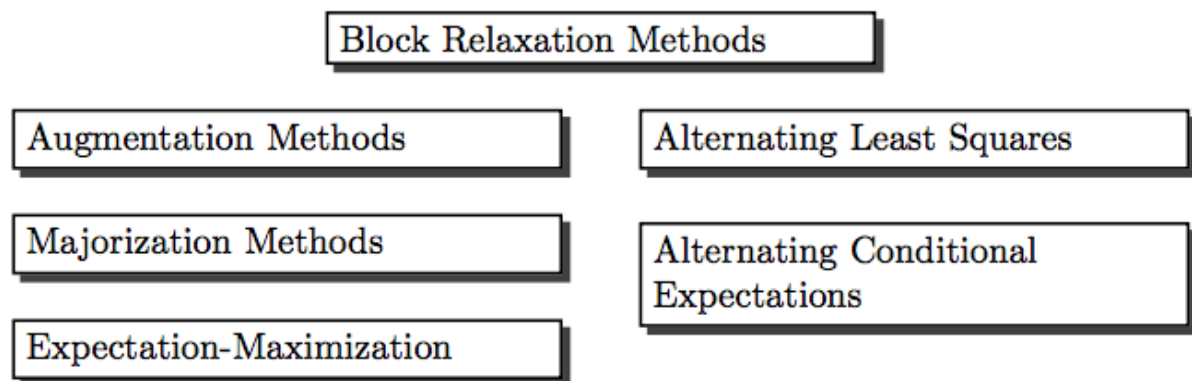 Block Relaxation Methods
Augmentation Methods
Alternating Least Squares
Majorization Methods
Alternating Conditional
Expectations
Expectation-Maximization